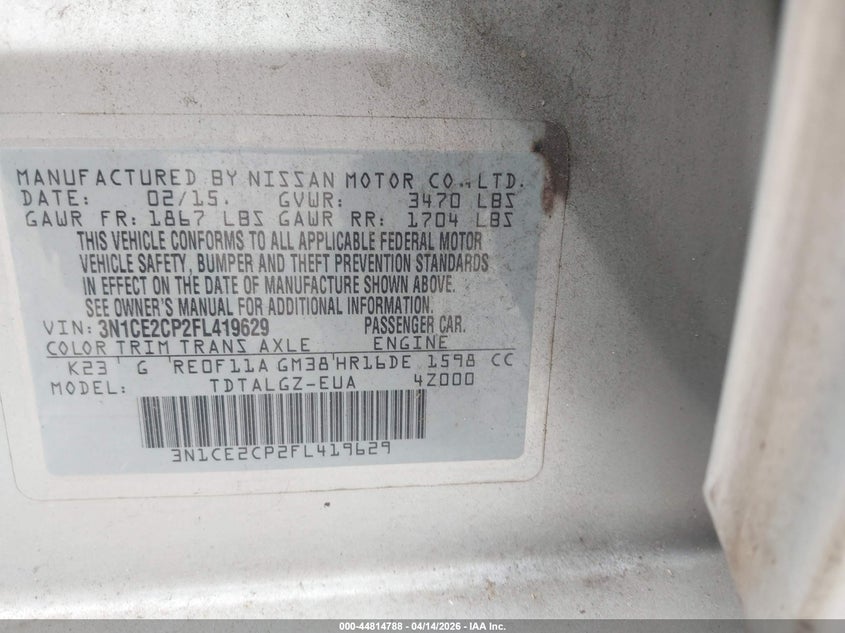 MANUFACTURED BY NISSAN MOTOR CO., LTD.
DATE: 02/15. GVWR: 3470 LBS
GAWR FR: 1867 LBS GAWR RR: 1704 LBS
THIS VEHICLE CONFORMS TO ALL APPLICABLE FEDERAL MOTOR
VEHICLE SAFETY, BUMPER AND THEFT PREVENTION STANDARDS
IN EFFECT ON THE DATE OF MANUFACTURE SHOWN ABOVE.
SEE OWNER'S MANUAL FOR ADDITIONAL INFORMATION.
VIN: 3N1CE2CP2FL419629 PASSENGER CAR.
COLOR TRIM TRANS AXLE ENGINE
K23 G RE0F11A GM38 HR16DE 1598 CC
MODEL: TDTALGZ-EUA 4Z000
3N1CE2CP2FL419629
000-44814788 | 04/14/2026 | IAA Inc.